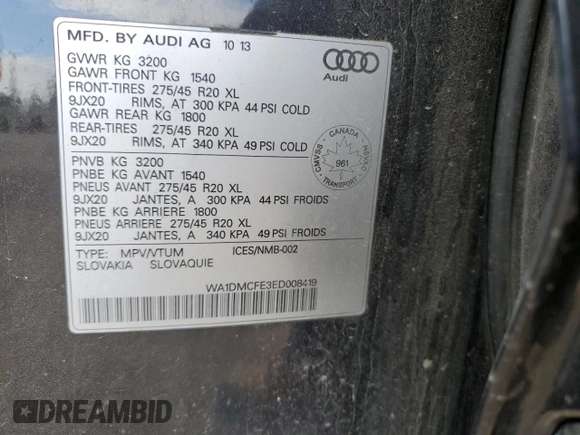 MFD. BY AUDI AG 10 13
GVWR KG 3200
GAWR FRONT KG 1540
FRONT-TIRES 275/45 R20 XL
9JX20 RIMS, AT 300 KPA 44 PSI COLD
GAWR REAR KG 1800
REAR-TIRES 275/45 R20 XL
9JX20 RIMS, AT 340 KPA 49 PSI COLD
Audi
CANADA
CMVSS
961
NSVAC
TRANSPORT
PNVB KG 3200
PNBE KG AVANT 1540
PNEUS AVANT 275/45 R20 XL
9JX20 JANTES, A 300 KPA 44 PSI FROIDS
PNBE KG ARRIERE 1800
PNEUS ARRIERE 275/45 R20 XL
9JX20 JANTES, A 340 KPA 49 PSI FROIDS
TYPE: MPV/VTUM ICES/NMB-002
SLOVAKIA SLOVAQUIE
WA1DMCFE3ED008419
DREAMBID